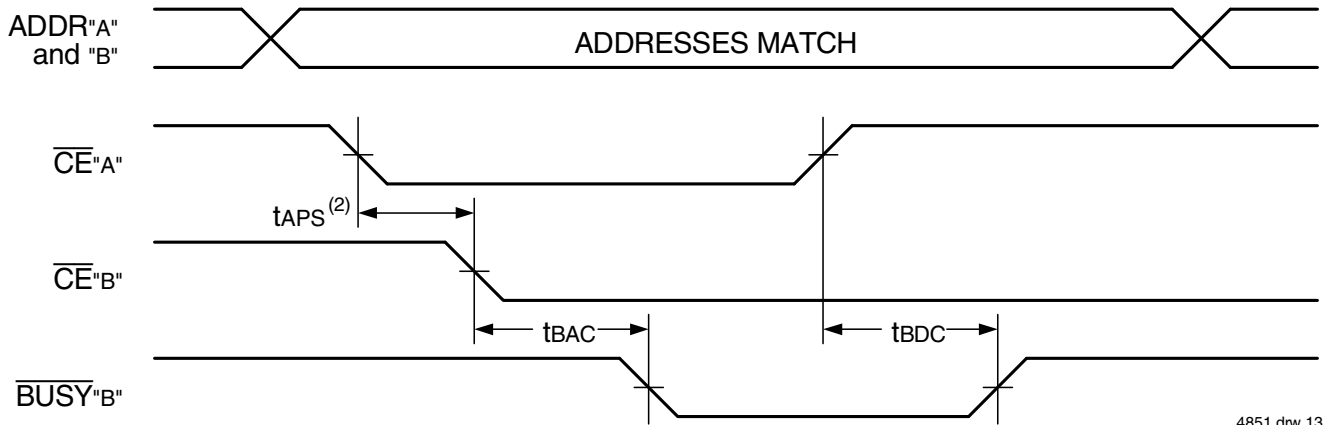 ADDR"A"
and "B"
ADDRESSES MATCH
CE"A"
tAPS (2)
CE"B"
tBAC
tBDC
BUSY"B"
4851 drw 13